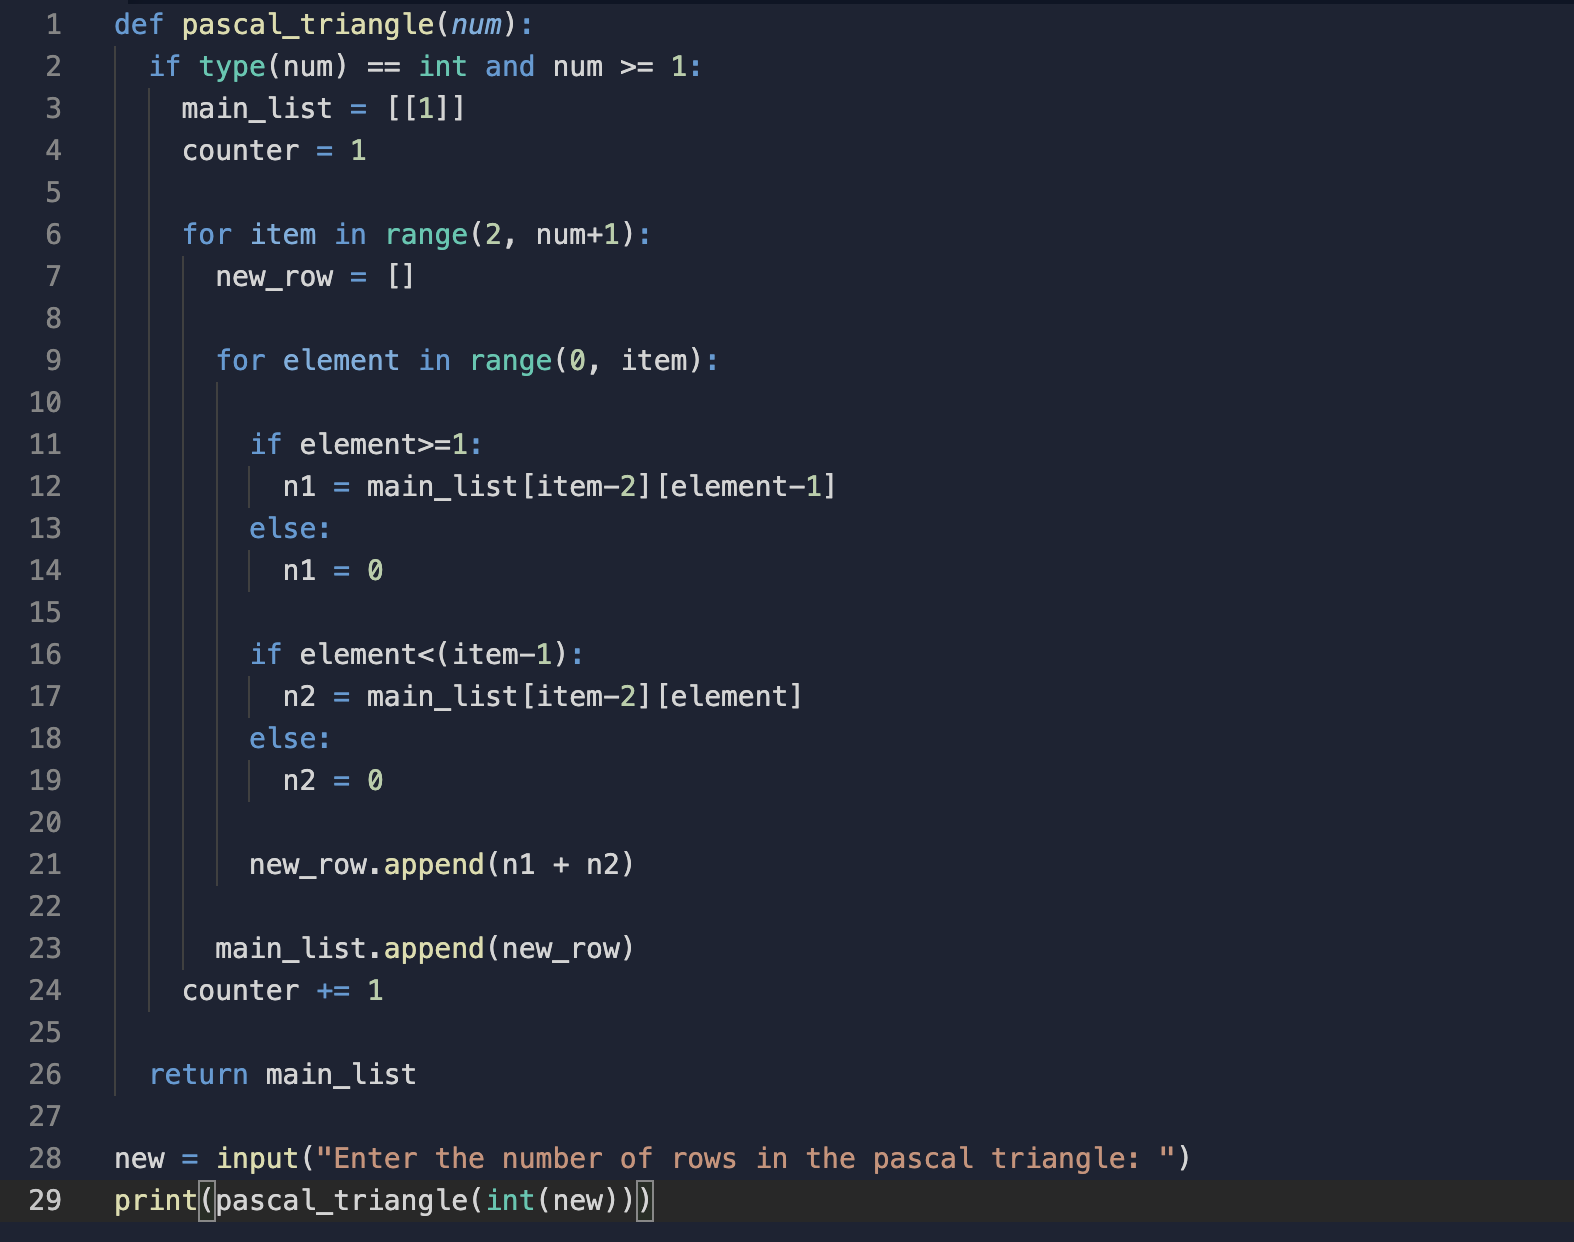 1 def pascal_triangle(num):
2 if type(num) == int and num >= 1:
3 main_list = [[1]]
4 counter = 1
5
6 for item in range(2, num+1):
7 new_row = []
8
9 for element in range(0, item):
10
11 if element>=1:
12 n1 = main_list[item-2][element-1]
13 else:
14 n1 = 0
15
16 if element<(item-1):
17 n2 = main_list[item-2][element]
18 else:
19 n2 = 0
20
21 new_row.append(n1 + n2)
22
23 main_list.append(new_row)
24 counter += 1
25
26 return main_list
27
28 new = input("Enter the number of rows in the pascal triangle: ")
29 print(pascal_triangle(int(new)))